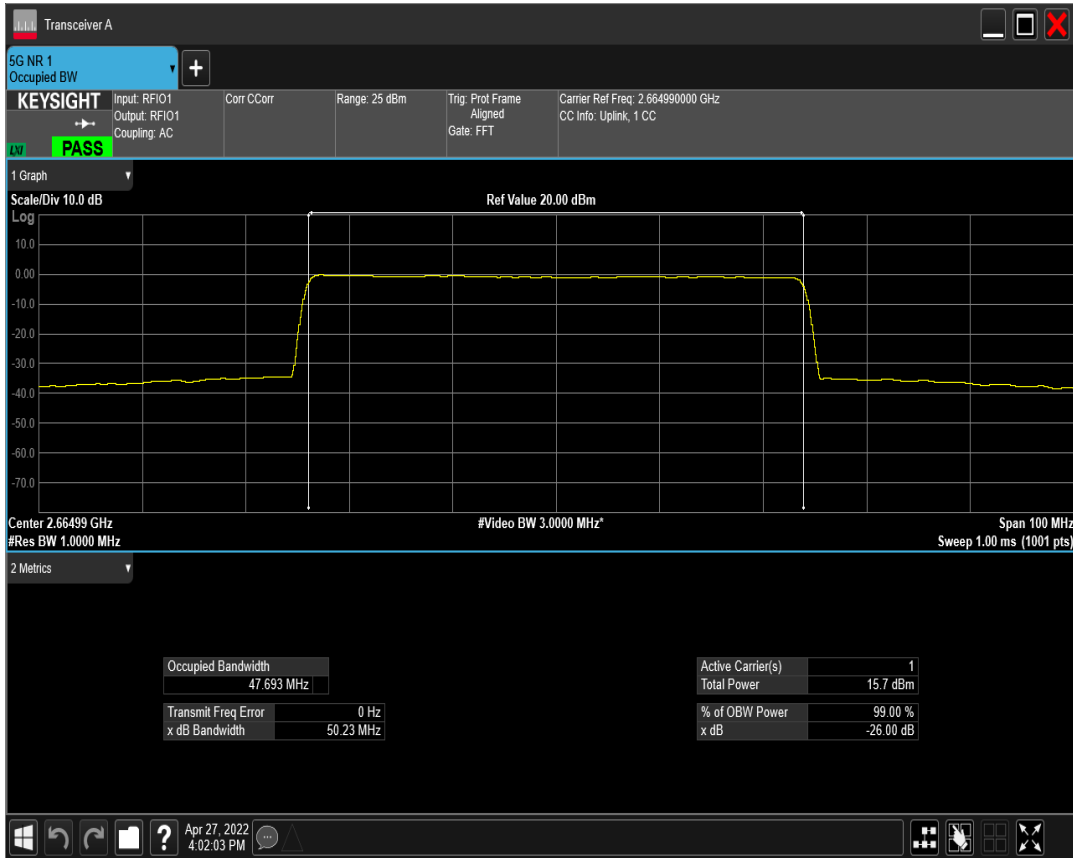 Transceiver A
5G NR 1
Occupied BW
KEYSIGHT
LXI
PASS
Input: RFIO1
Output: RFIO1
Coupling: AC
Corr CCorr
Range: 25 dBm
Trig: Prot Frame
Aligned
Gate: FFT
Carrier Ref Freq: 2.664990000 GHz
CC Info: Uplink, 1 CC
1 Graph
Scale/Div 10.0 dB
Ref Value 20.00 dBm
Log
10.0
0.00
-10.0
-20.0
-30.0
-40.0
-50.0
-60.0
-70.0
Center 2.66499 GHz
#Video BW 3.0000 MHz*
Span 100 MHz
#Res BW 1.0000 MHz
Sweep 1.00 ms (1001 pts)
2 Metrics
Occupied Bandwidth
47.693 MHz
Transmit Freq Error 0 Hz
x dB Bandwidth 50.23 MHz
Active Carrier(s) 1
Total Power 15.7 dBm
% of OBW Power 99.00 %
x dB -26.00 dB
?
Apr 27, 2022
4:02:03 PM